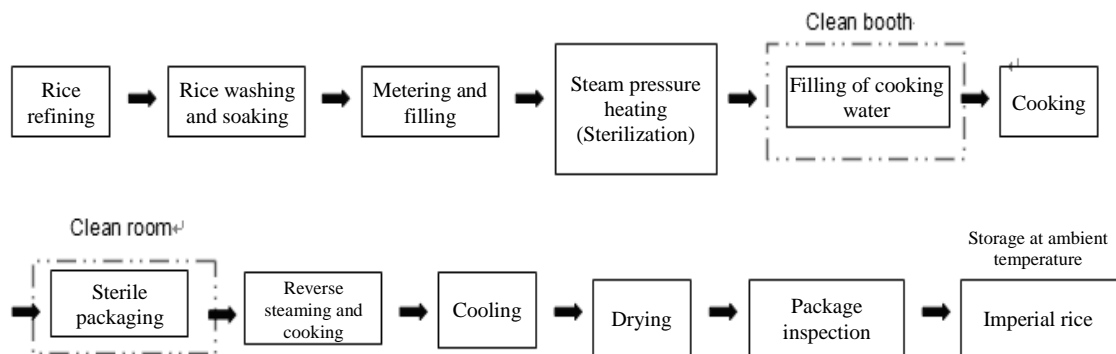 Clean booth
Rice
refining
Rice washing
and soaking
Metering and
filling
Steam pressure
heating
(Sterilization)
Filling of cooking
water
↵
Cooking
Clean room↵
Sterile
packaging
Reverse
steaming and
cooking
Cooling
Drying
Package
inspection
Storage at ambient
temperature
Imperial rice